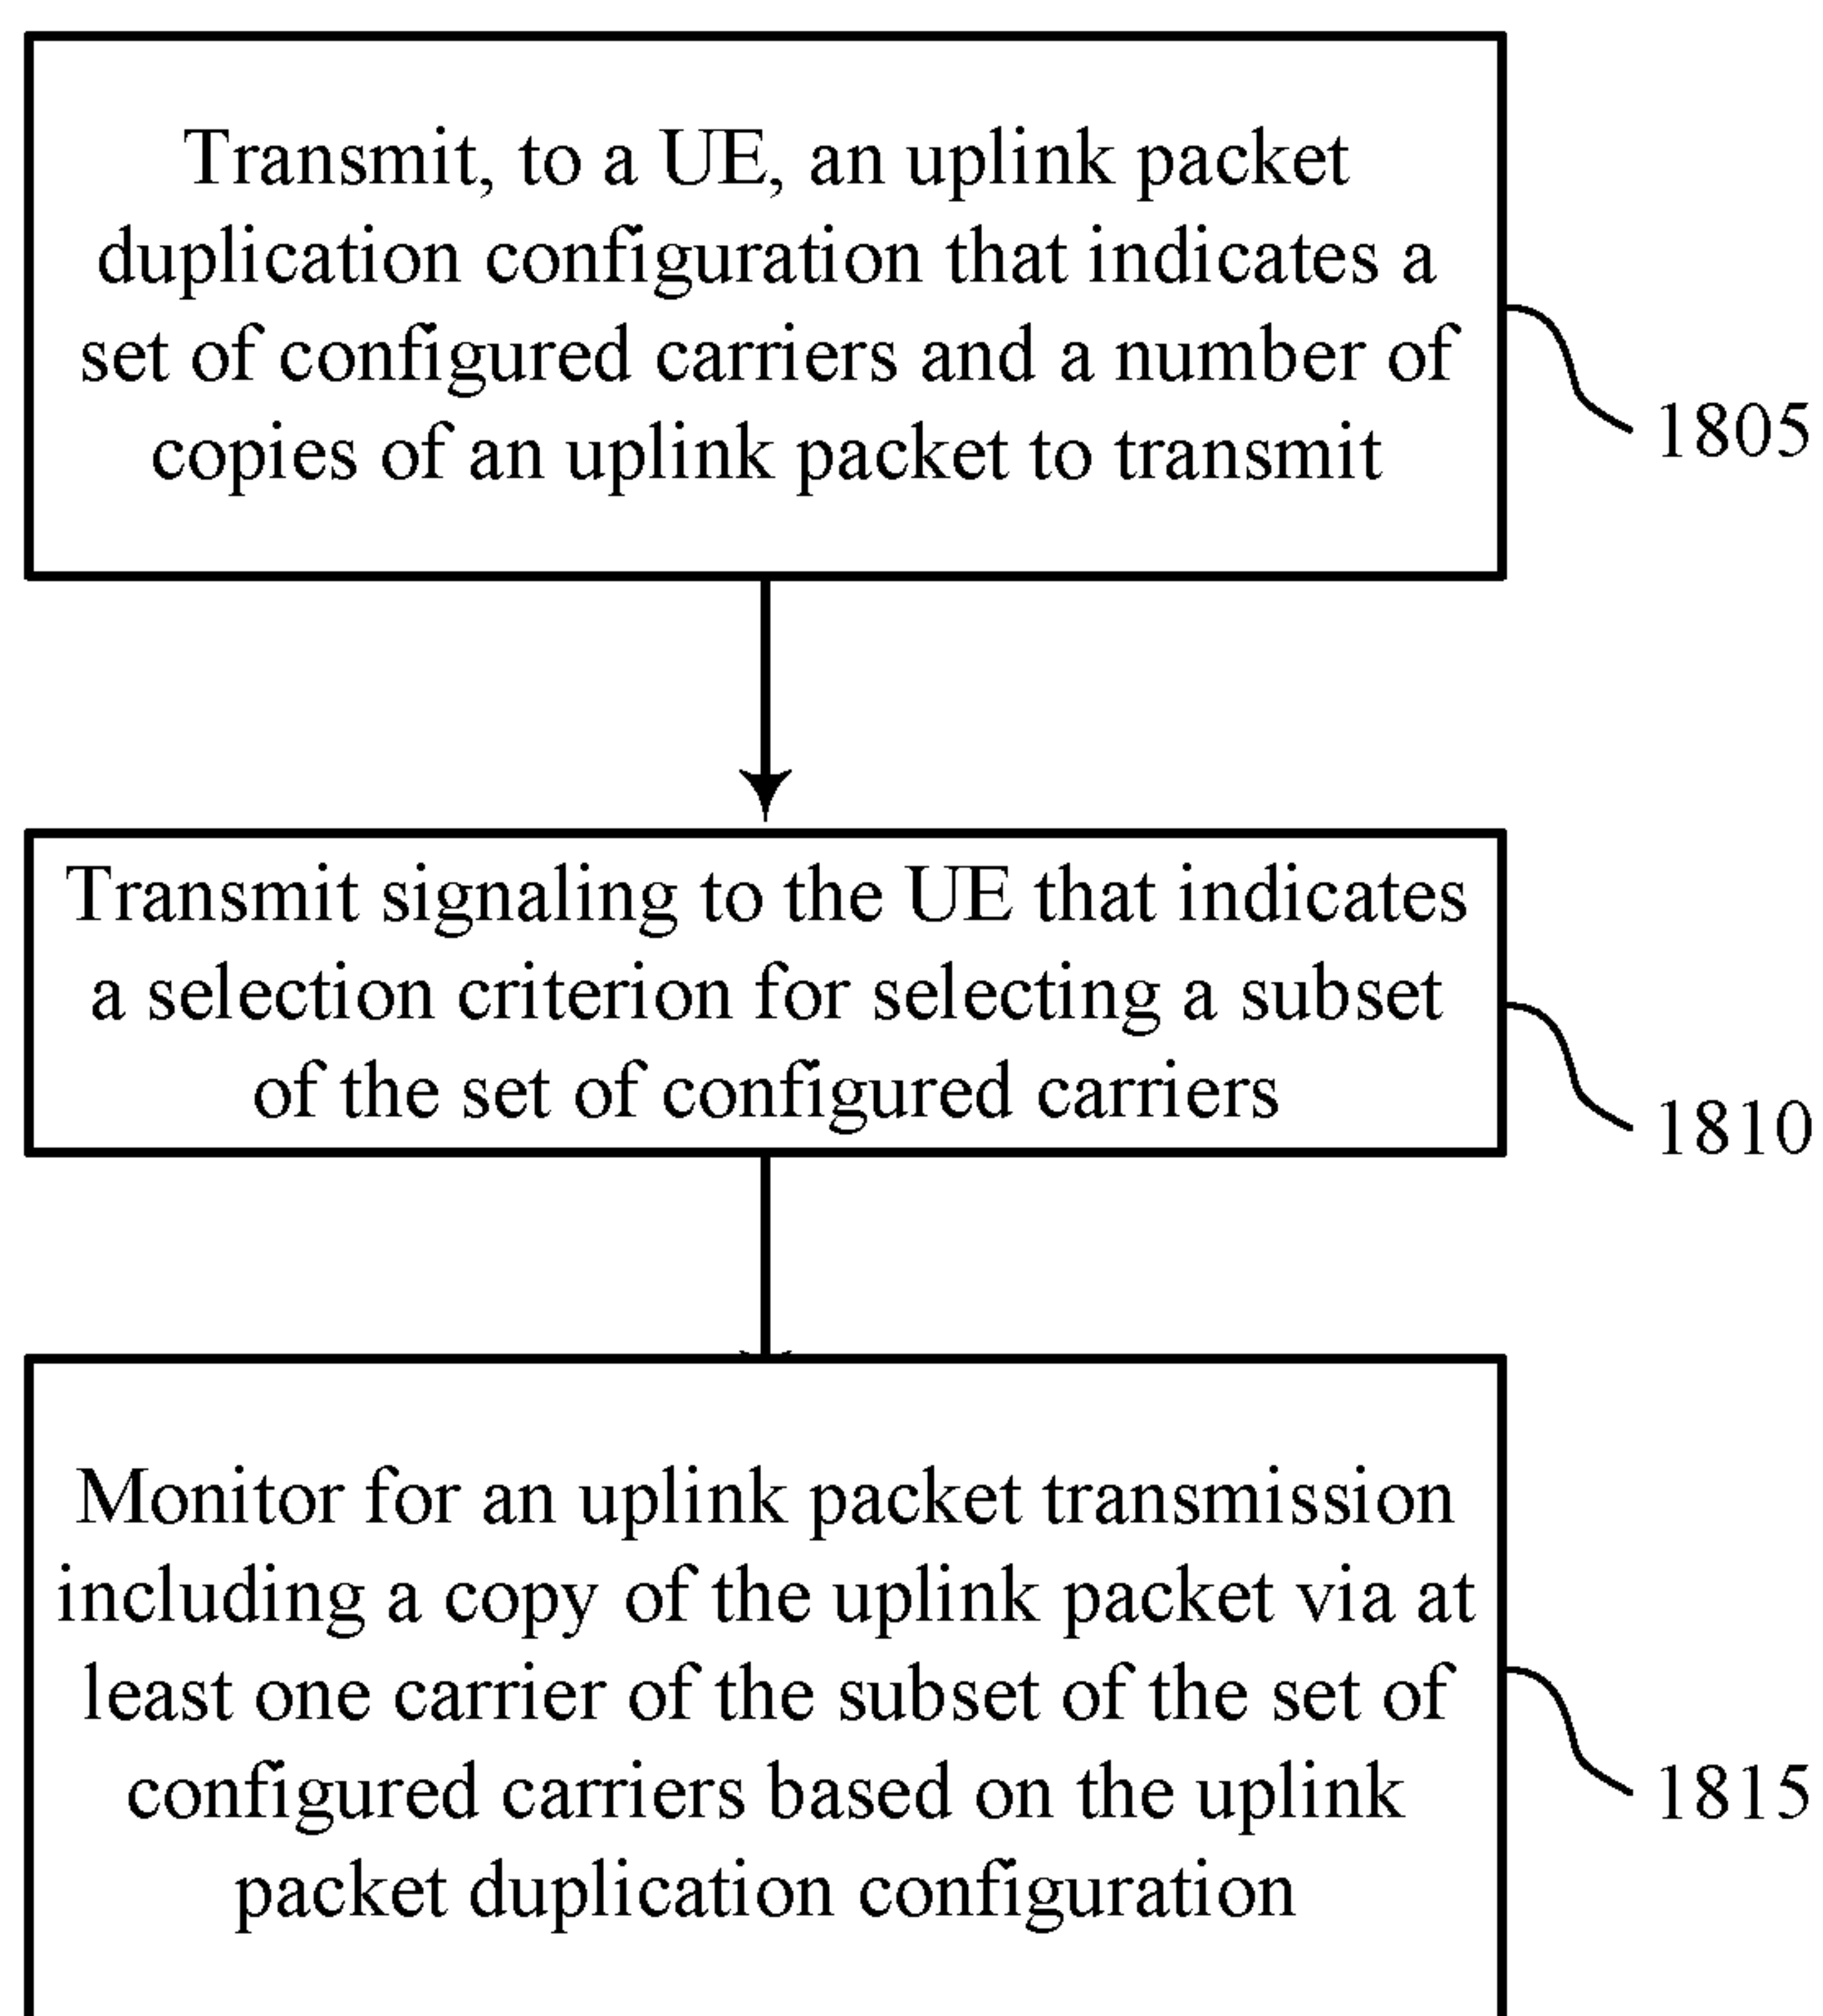 Transmit, to a UE, an uplink packet
duplication configuration that indicates a
set of configured carriers and a number of
copies of an uplink packet to transmit
1805
Transmit signaling to the UE that indicates
a selection criterion for selecting a subset
of the set of configured carriers
1810
Monitor for an uplink packet transmission
including a copy of the uplink packet via at
least one carrier of the subset of the set of
configured carriers based on the uplink
packet duplication configuration
1815